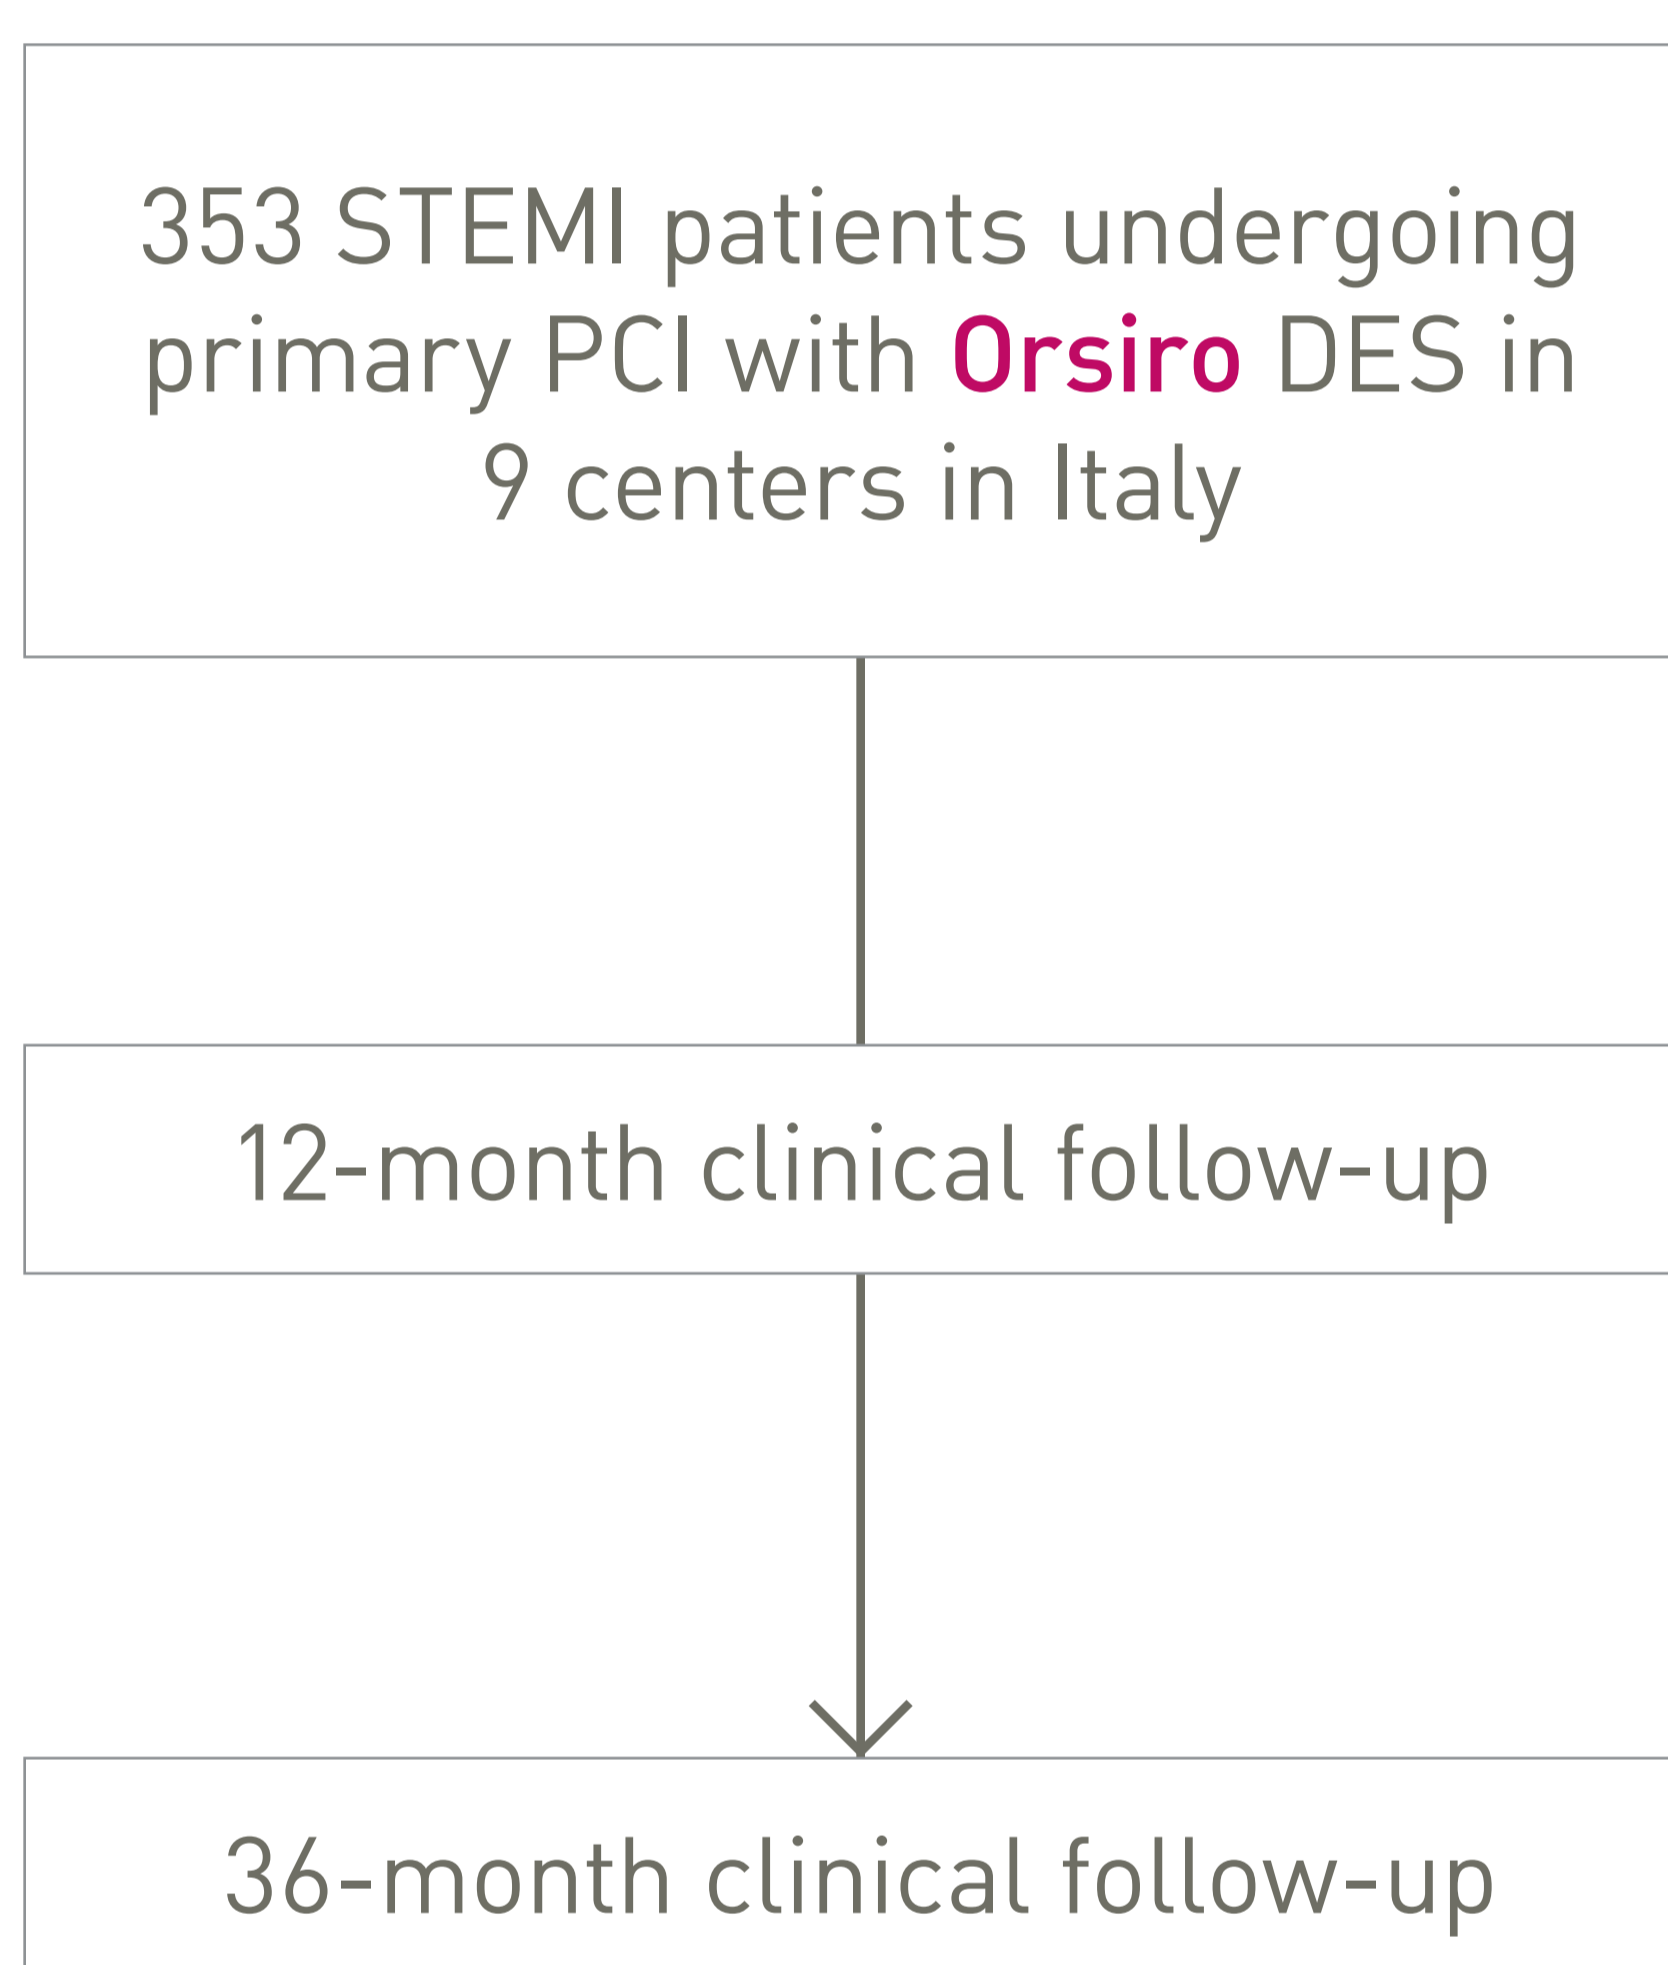 353 STEMI patients undergoing
primary PCI with Orsiro DES in
9 centers in Italy
12-month clinical follow-up
36-month clinical follow-up